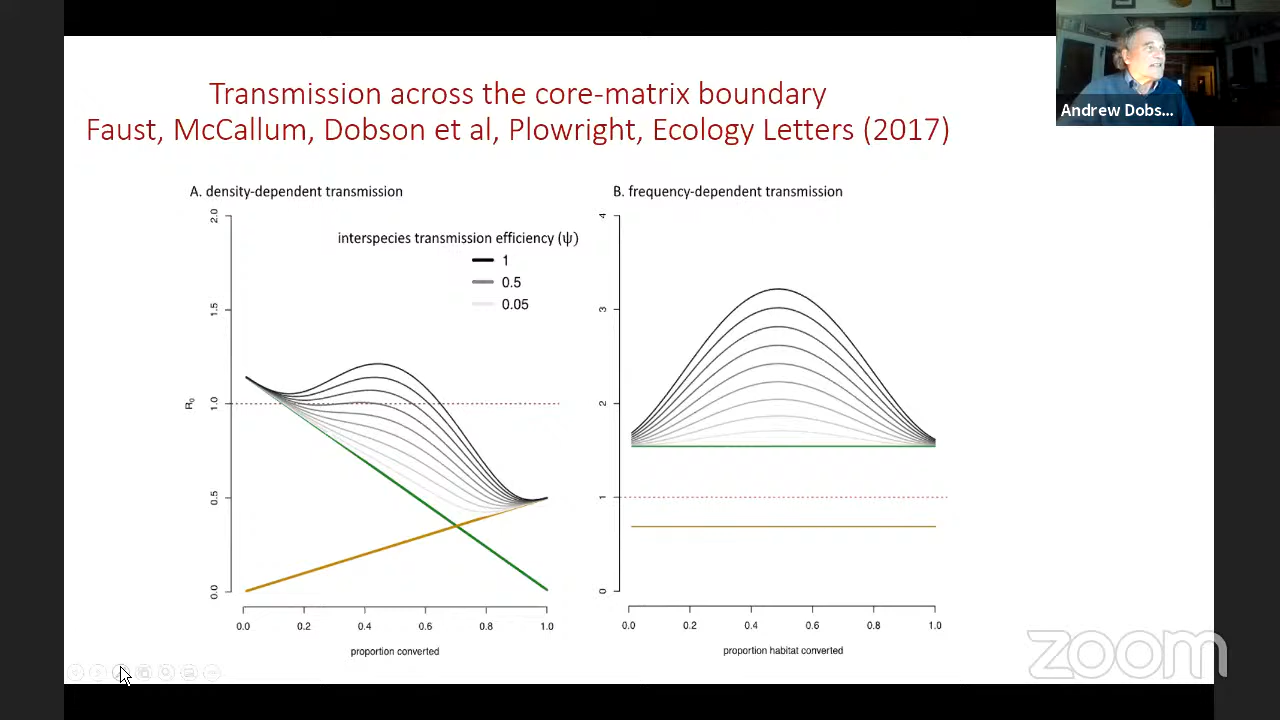 Transmission across the core-matrix boundary
Faust, McCallum, Dobson et al, Plowright, Ecology Letters (2017)
Andrew Dobs...
A. density-dependent transmission
interspecies transmission efficiency (ψ)
1
0.5
0.05
R0
2.0
1.5
1.0
0.5
0.0
0.0 0.2 0.4 0.6 0.8 1.0
proportion converted
B. frequency-dependent transmission
4
3
2
1
0
0.0 0.2 0.4 0.6 0.8 1.0
proportion habitat converted
zoom